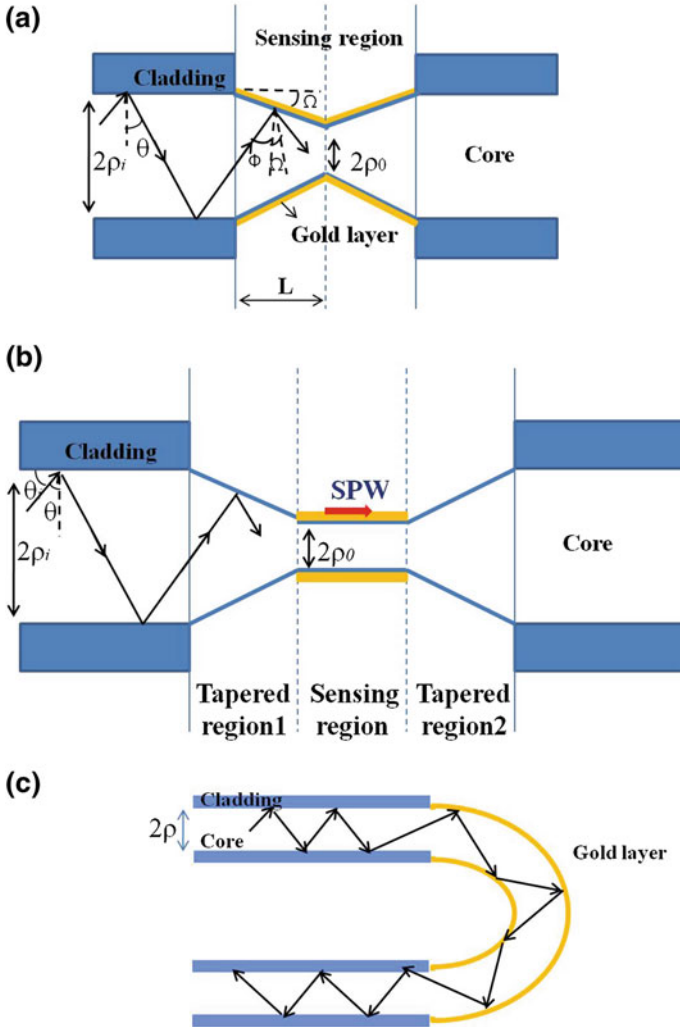 (a)
Sensing region
Cladding
Ω
2ρi
θ
Φ
Ω
2ρ0
Core
Gold layer
L
(b)
Cladding
SPW
θ
2ρi
2ρ0
Core
Tapered region1
Sensing region
Tapered region2
(c)
Cladding
2ρ
Core
Gold layer